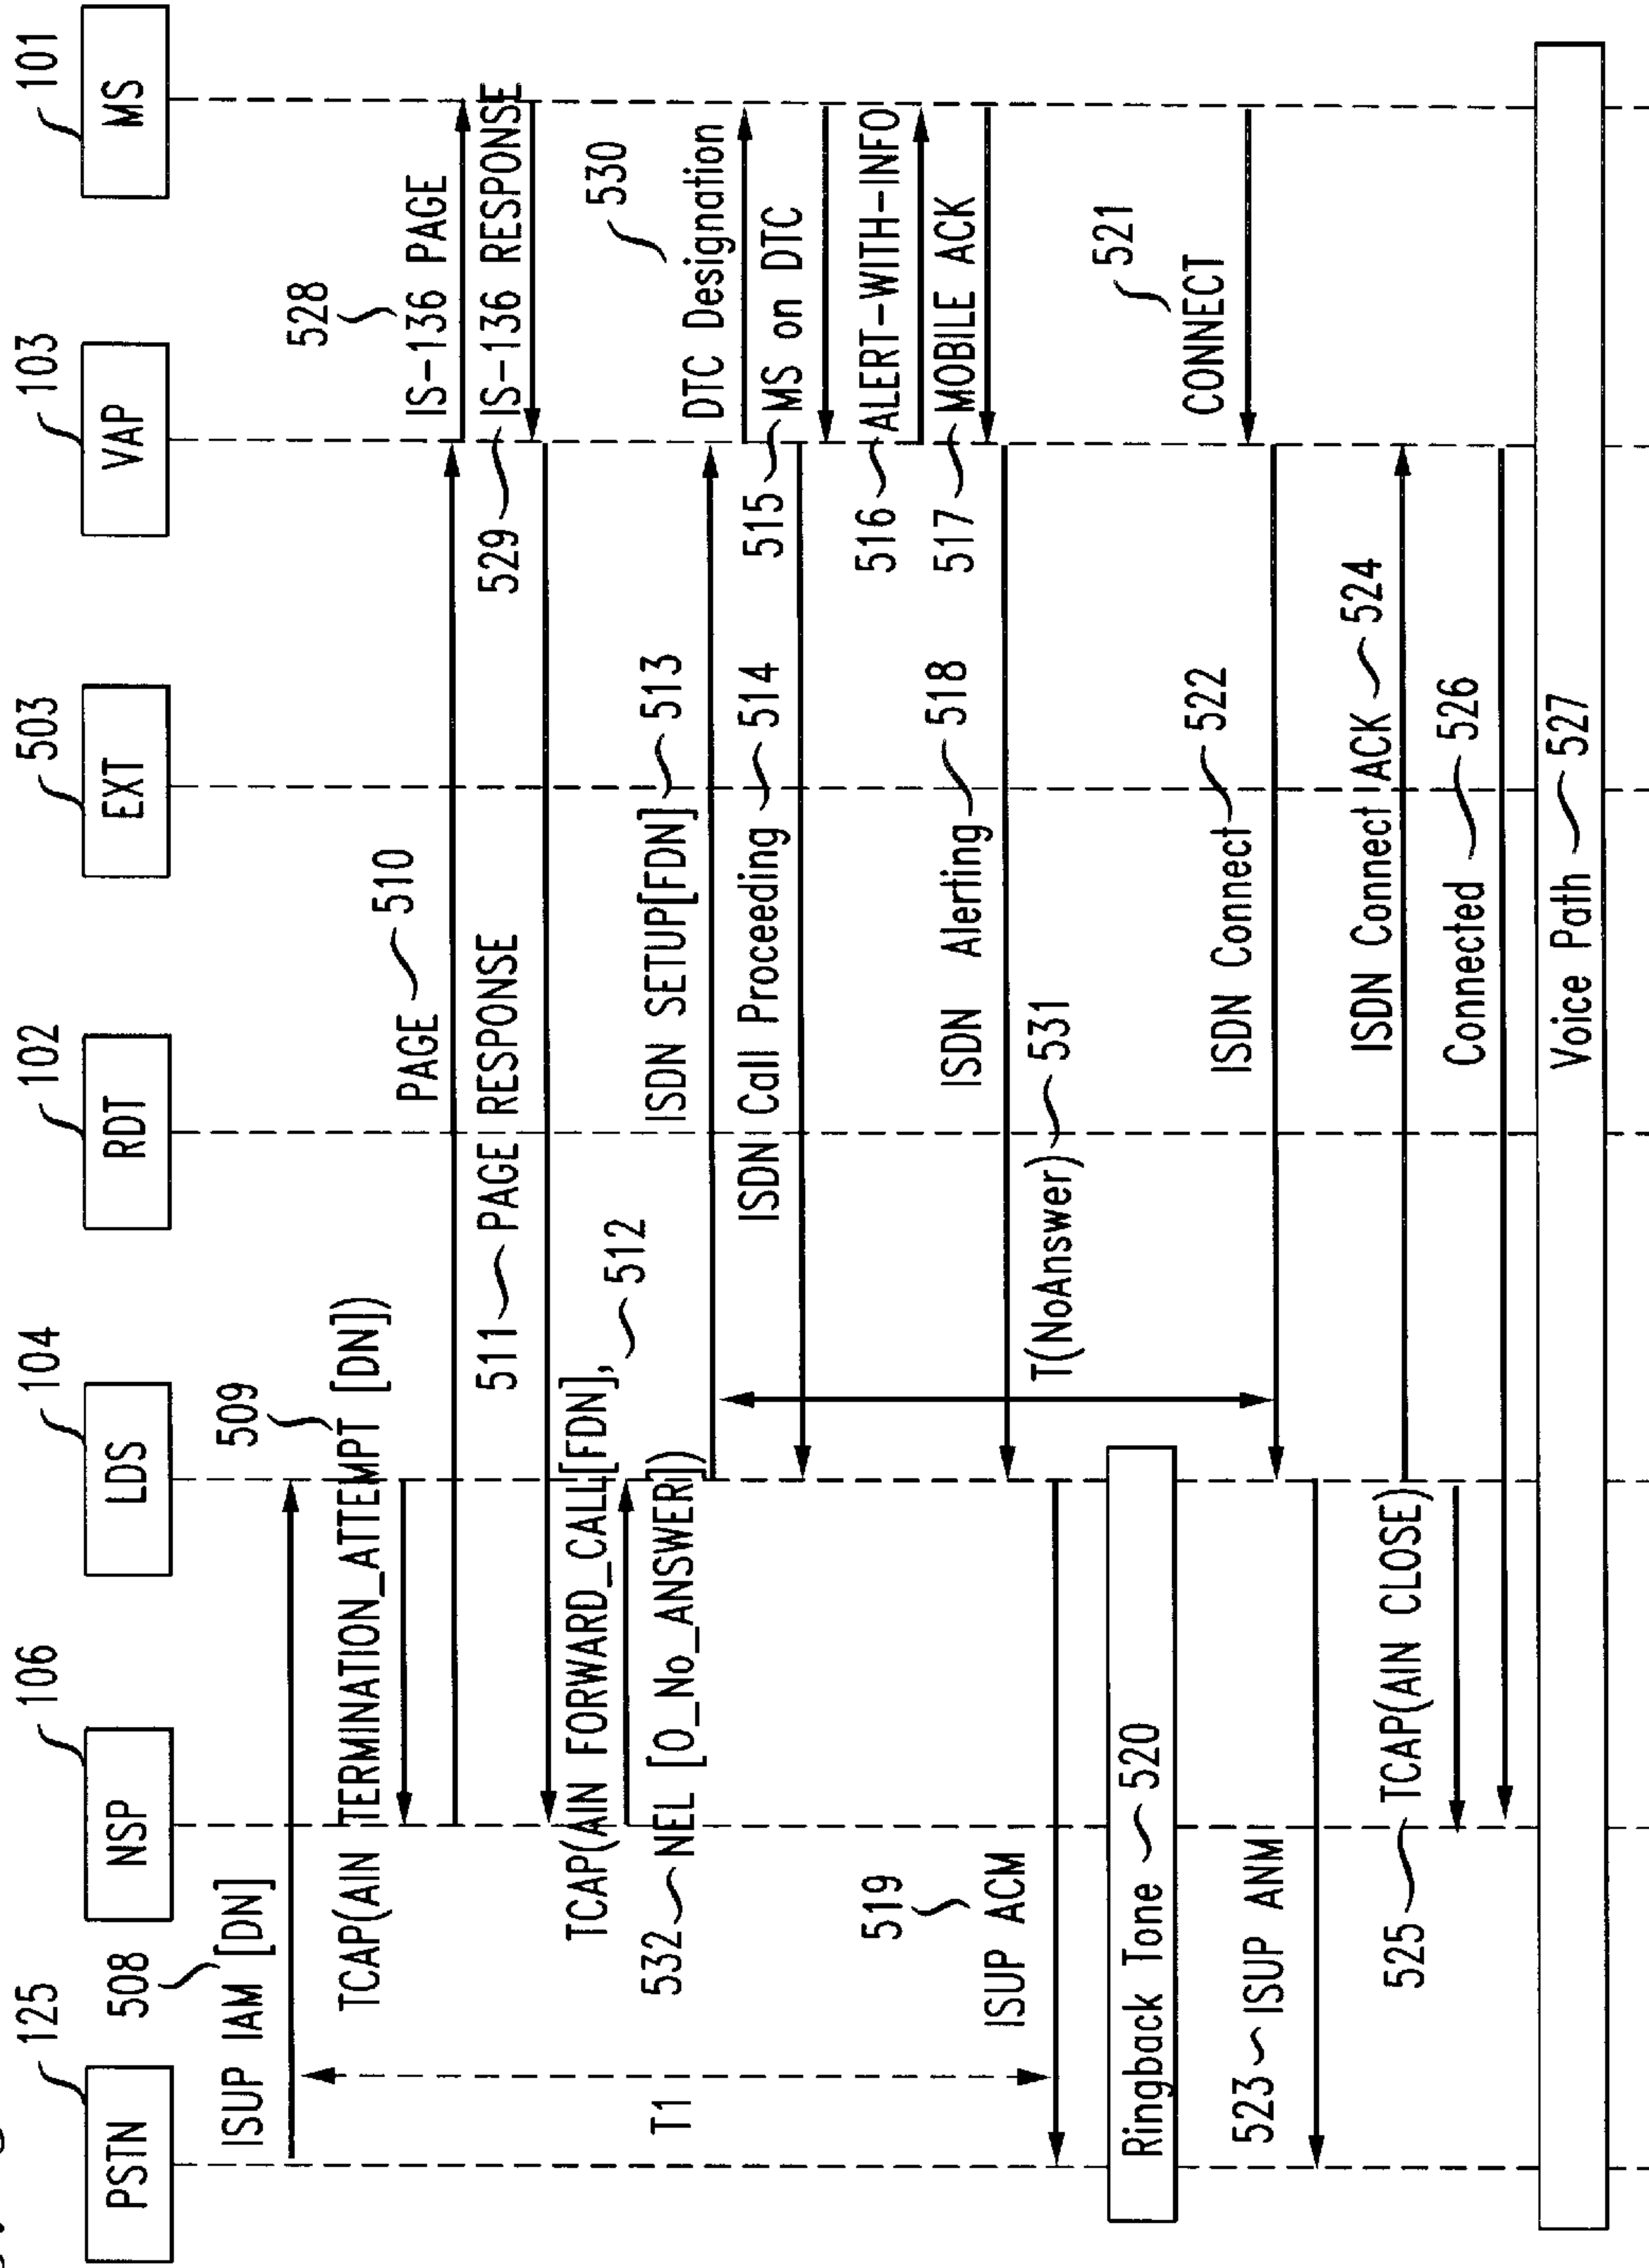 125
PSTN
106
NSP
104
LDS
102
RDT
503
EXT
103
VAP
101
MS
508
ISUP IAM [DN]
509
TCAP(AIN TERMINATION_ATTEMPT [DN])
PAGE 510
528
IS-136 PAGE
529 IS-136 RESPONSE
511 PAGE RESPONSE
TCAP(AIN FORWARD_CALL[FDN], 512
532 NEL [O_No_ANSWER])
ISDN SETUP[FDN] 513
530
DTC Designation
ISDN Call Proceeding 514
515 MS on DTC
516 ALERT-WITH-INFO
517 MOBILE ACK
ISDN Alerting 518
T1
519
ISUP ACM
T(NoAnswer) 531
Ringback Tone 520
521
CONNECT
ISDN Connect 522
523 ISUP ANM
ISDN Connect ACK 524
525 TCAP(AIN CLOSE)
Connected 526
Voice Path 527